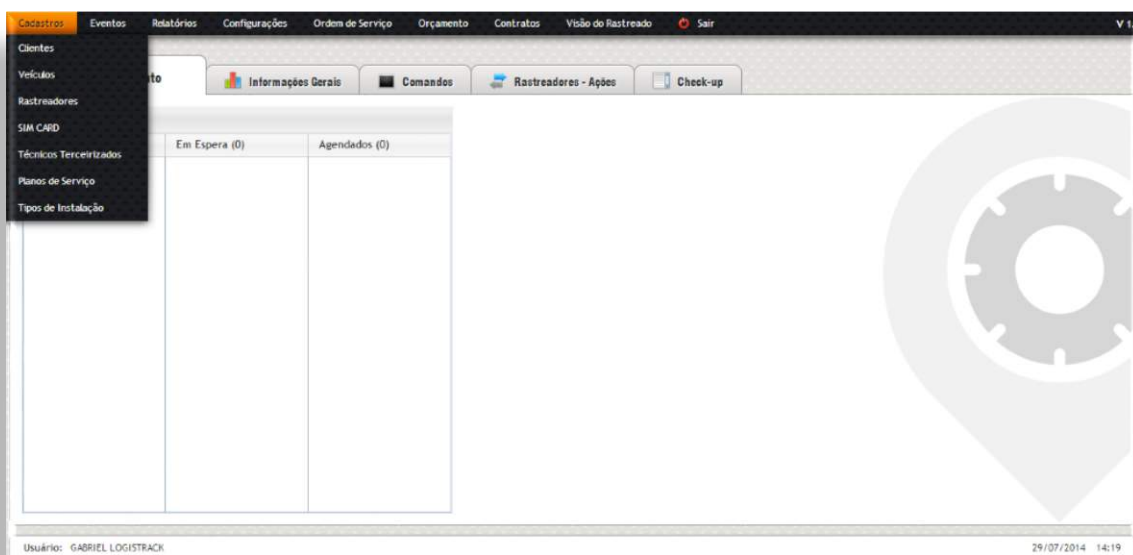 Cadastros Eventos Relatórios Configurações Ordem de Serviço Orçamento Contratos Visão do Rastreado Sair V 1.
Clientes
Veículos
Rastreadores
SIM CARD
Técnicos Terceirizados
Planos de Serviço
Tipos de Instalação
nto Informações Gerais Comandos Rastreadores - Ações Check-up
Em Espera (0) Agendados (0)
Usuário: GABRIEL LOGISTRACK 29/07/2014 14:19